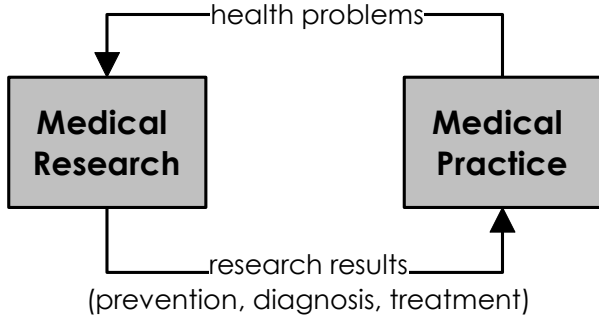 health problems
Medical
Research
Medical
Practice
research results
(prevention, diagnosis, treatment)